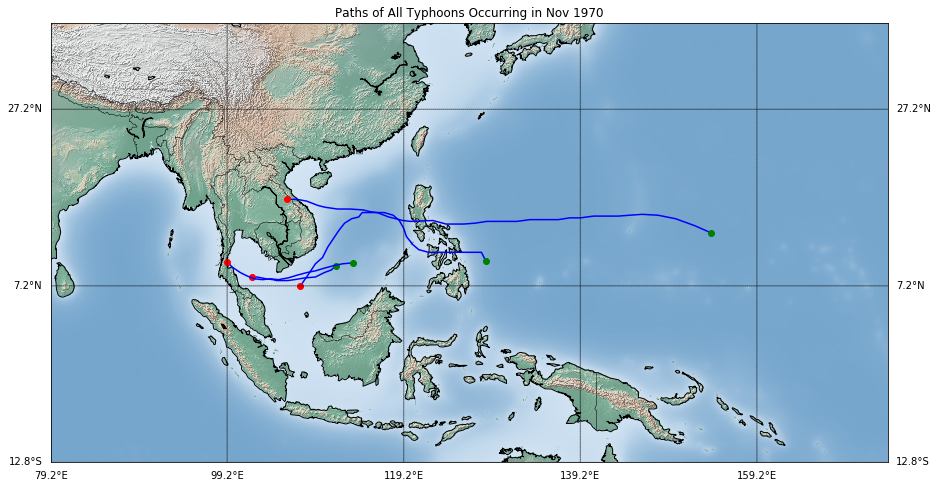 Paths of All Typhoons Occurring in Nov 1970
27.2°N
27.2°N
7.2°N
7.2°N
12.8°S
12.8°S
79.2°E
99.2°E
119.2°E
139.2°E
159.2°E